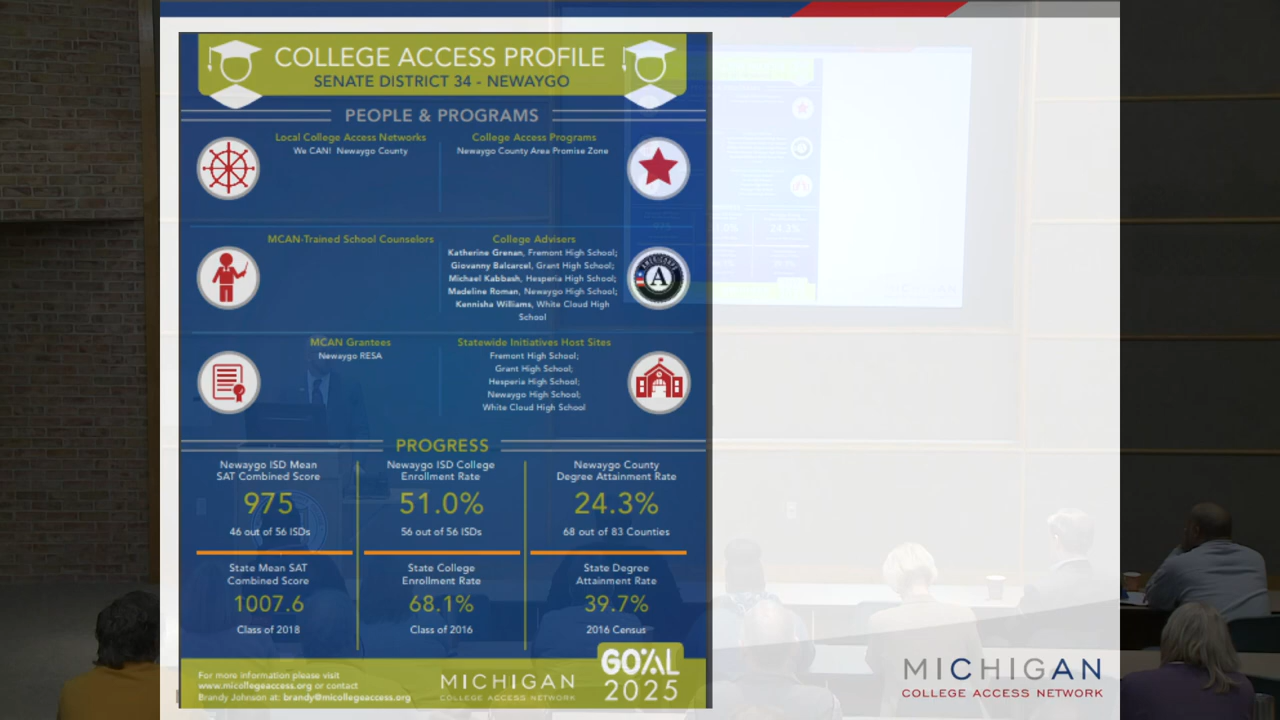 COLLEGE ACCESS PROFILE
SENATE DISTRICT 34 - NEWAYGO
PEOPLE & PROGRAMS
Local College Access Networks
We CAN! Newaygo County
College Access Programs
Newaygo County Area Promise Zone
MCAN-Trained School Counselors
College Advisers
Katherine Grenan, Fremont High School;
Giovanny Balcarcel, Grant High School;
Michael Kabbash, Hesperia High School;
Madeline Roman, Newaygo High School;
Kennisha Williams, White Cloud High
School
AMERICORPS
A
MCAN Grantees
Newaygo RESA
Statewide Initiatives Host Sites
Fremont High School;
Grant High School;
Hesperia High School;
Newaygo High School;
White Cloud High School
PROGRESS
Newaygo ISD Mean
SAT Combined Score
975
46 out of 56 ISDs
Newaygo ISD College
Enrollment Rate
51.0%
56 out of 56 ISDs
Newaygo County
Degree Attainment Rate
24.3%
68 out of 83 Counties
State Mean SAT
Combined Score
1007.6
Class of 2018
State College
Enrollment Rate
68.1%
Class of 2016
State Degree
Attainment Rate
39.7%
2016 Census
For more information please visit
www.micollegeaccess.org or contact
Brandy Johnson at: brandy@micollegeaccess.org
MICHIGAN
COLLEGE ACCESS NETWORK
GO%AL
2025
MICHIGAN
COLLEGE ACCESS NETWORK